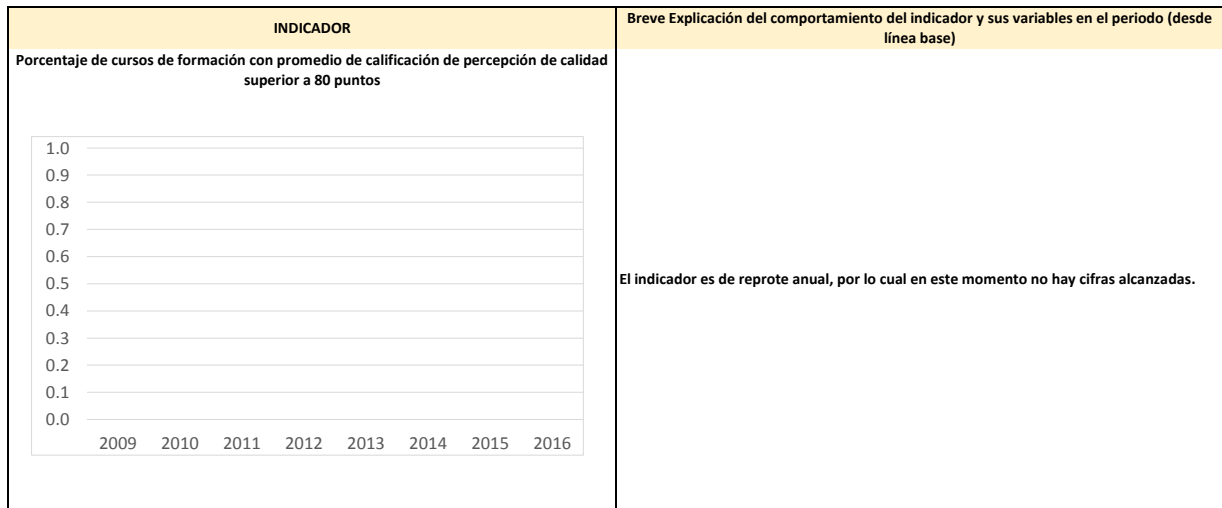 INDICADOR
Breve Explicación del comportamiento del indicador y sus variables en el periodo (desde
línea base)
Porcentaje de cursos de formación con promedio de calificación de percepción de calidad
superior a 80 puntos
1.0
0.9
0.8
0.7
0.6
0.5
0.4
0.3
0.2
0.1
0.0
2009 2010 2011 2012 2013 2014 2015 2016
El indicador es de reprote anual, por lo cual en este momento no hay cifras alcanzadas.